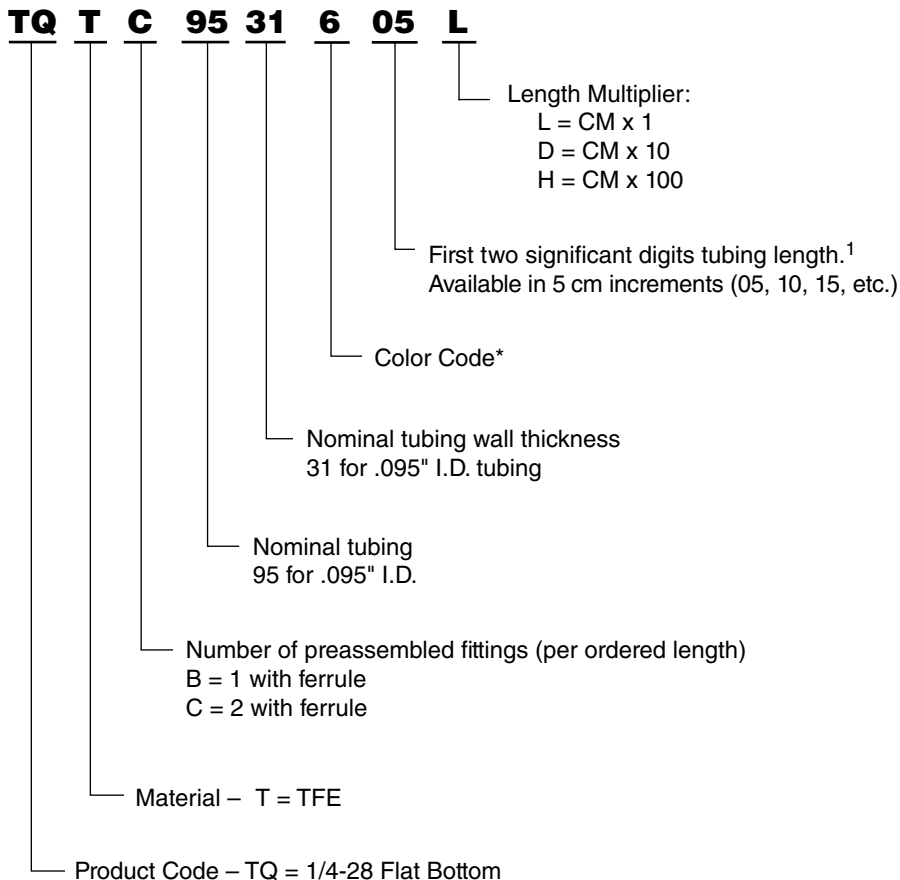 TQ T C 95 31 6 05 L
Length Multiplier:
L = CM x 1
D = CM x 10
H = CM x 100
First two significant digits tubing length.1
Available in 5 cm increments (05, 10, 15, etc.)
Color Code*
Nominal tubing wall thickness
31 for .095" I.D. tubing
Nominal tubing
95 for .095" I.D.
Number of preassembled fittings (per ordered length)
B = 1 with ferrule
C = 2 with ferrule
Material – T = TFE
Product Code – TQ = 1/4-28 Flat Bottom